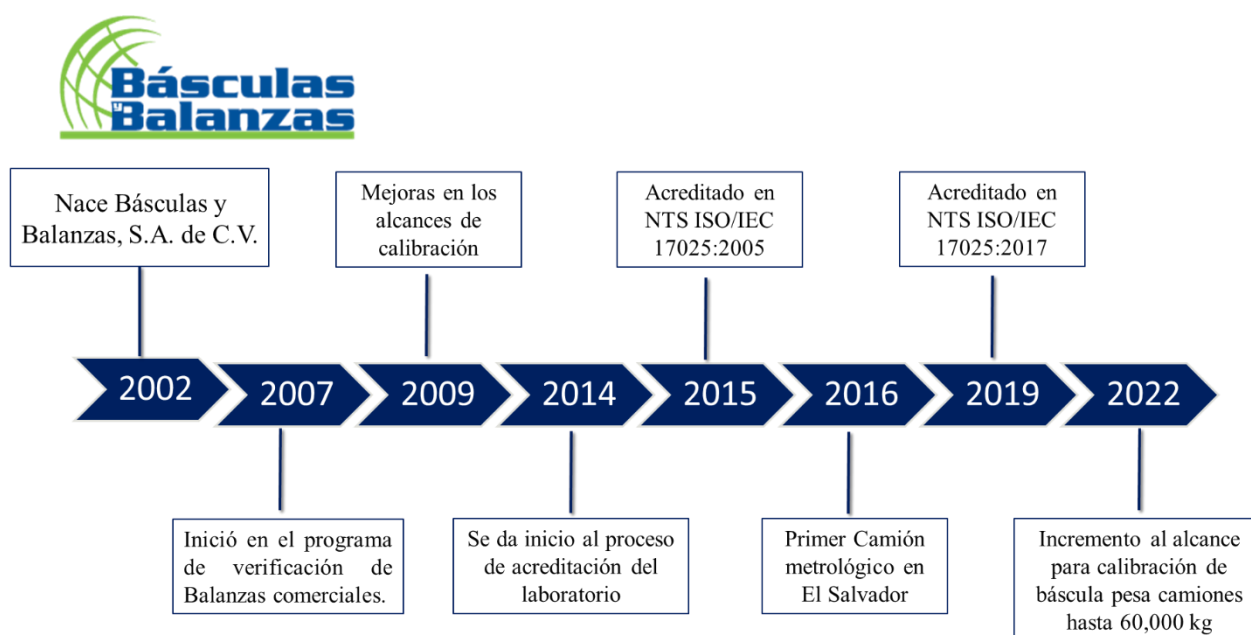 Básculas
y Balanzas
Nace Básculas y
Balanzas, S.A. de C.V.
Mejoras en los
alcances de
calibración
Acreditado en
NTS ISO/IEC
17025:2005
Acreditado en
NTS ISO/IEC
17025:2017
2002
2007
2009
2014
2015
2016
2019
2022
Inició en el programa
de verificación de
Balanzas comerciales.
Se da inicio al proceso
de acreditación del
laboratorio
Primer Camión
metrológico en
El Salvador
Incremento al alcance
para calibración de
báscula pesa camiones
hasta 60,000 kg